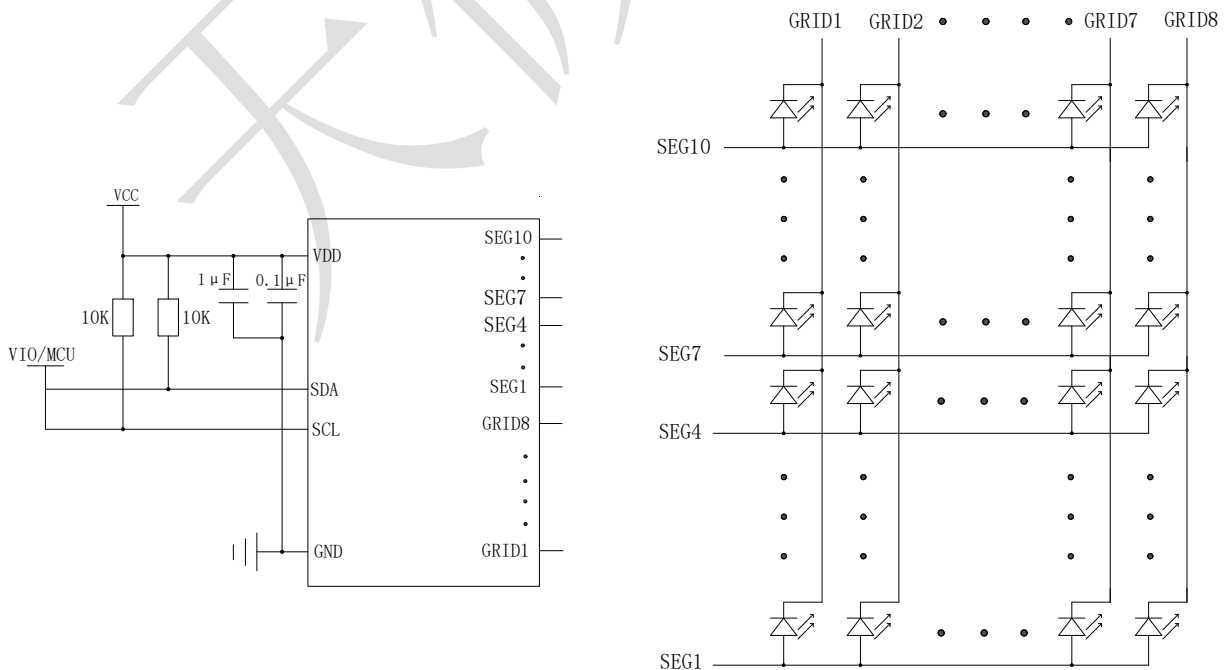 GRID1 GRID2 GRID7 GRID8
SEG10
SEG7
SEG4
SEG1
VCC
VDD
1μF 0.1μF
10K 10K
VIO/MCU
SDA
SCL
GND
SEG10
SEG7
SEG4
SEG1
GRID8
GRID1
天